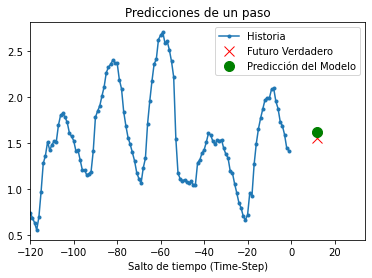 Predicciones de un paso
Historia
Futuro Verdadero
Predicción del Modelo
2.5
2.0
1.5
1.0
0.5
−120 −100 −80 −60 −40 −20 0 20
Salto de tiempo (Time-Step)